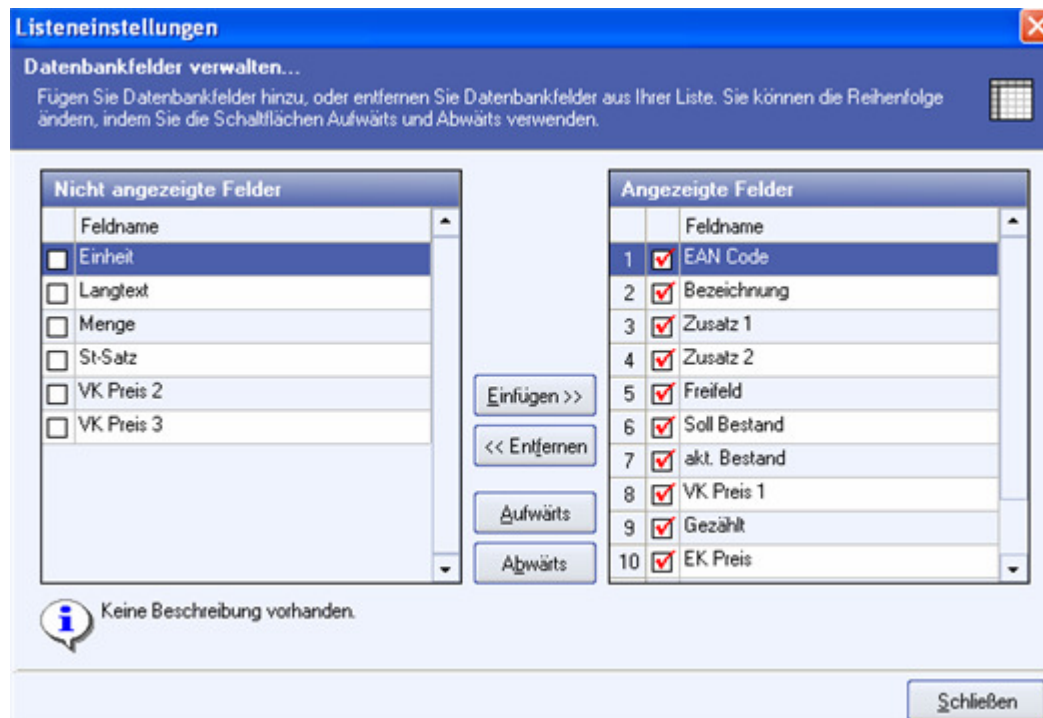 Listeneinstellungen
Datenbankfelder verwalten...
Fügen Sie Datenbankfelder hinzu, oder entfernen Sie Datenbankfelder aus Ihrer Liste. Sie können die Reihenfolge
ändern, indem Sie die Schaltflächen Aufwärts und Abwärts verwenden.
Nicht angezeigte Felder
Feldname
Einheit
Langtext
Menge
St-Satz
VK Preis 2
VK Preis 3
Einfügen >>
<< Entfernen
Aufwärts
Abwärts
Angezeigte Felder
Feldname
1 EAN Code
2 Bezeichnung
3 Zusatz 1
4 Zusatz 2
5 Freifeld
6 Soll Bestand
7 akt. Bestand
8 VK Preis 1
9 Gezählt
10 EK Preis
Keine Beschreibung vorhanden.
Schließen